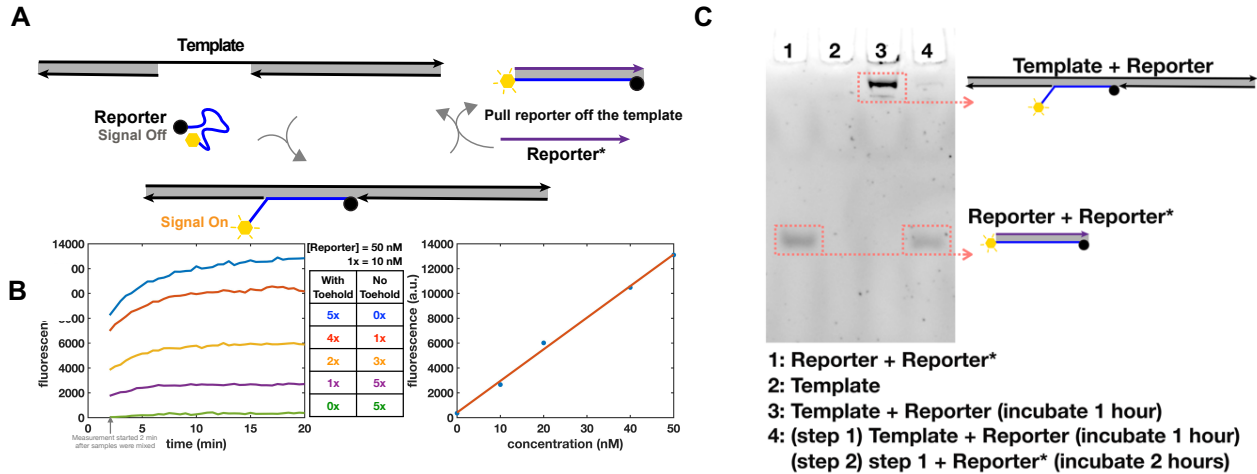 A
Template
Reporter
Signal Off
Pull reporter off the template
Reporter*
Signal On
B
14000
00
00
00
6000
4000
2000
0
0
5
10
15
20
fluorescen
time (min)
Measurement started 2 min
after samples were mixed
[Reporter] = 50 nM
1x = 10 nM
With Toehold
No Toehold
5x 0x
4x 1x
2x 3x
1x 5x
0x 5x
14000
12000
10000
8000
6000
4000
2000
0
0
10
20
30
40
50
fluorescence (a.u.)
concentration (nM)
C
1 2 3 4
Template + Reporter
Reporter + Reporter*
1: Reporter + Reporter*
2: Template
3: Template + Reporter (incubate 1 hour)
4: (step 1) Template + Reporter (incubate 1 hour)
(step 2) step 1 + Reporter* (incubate 2 hours)